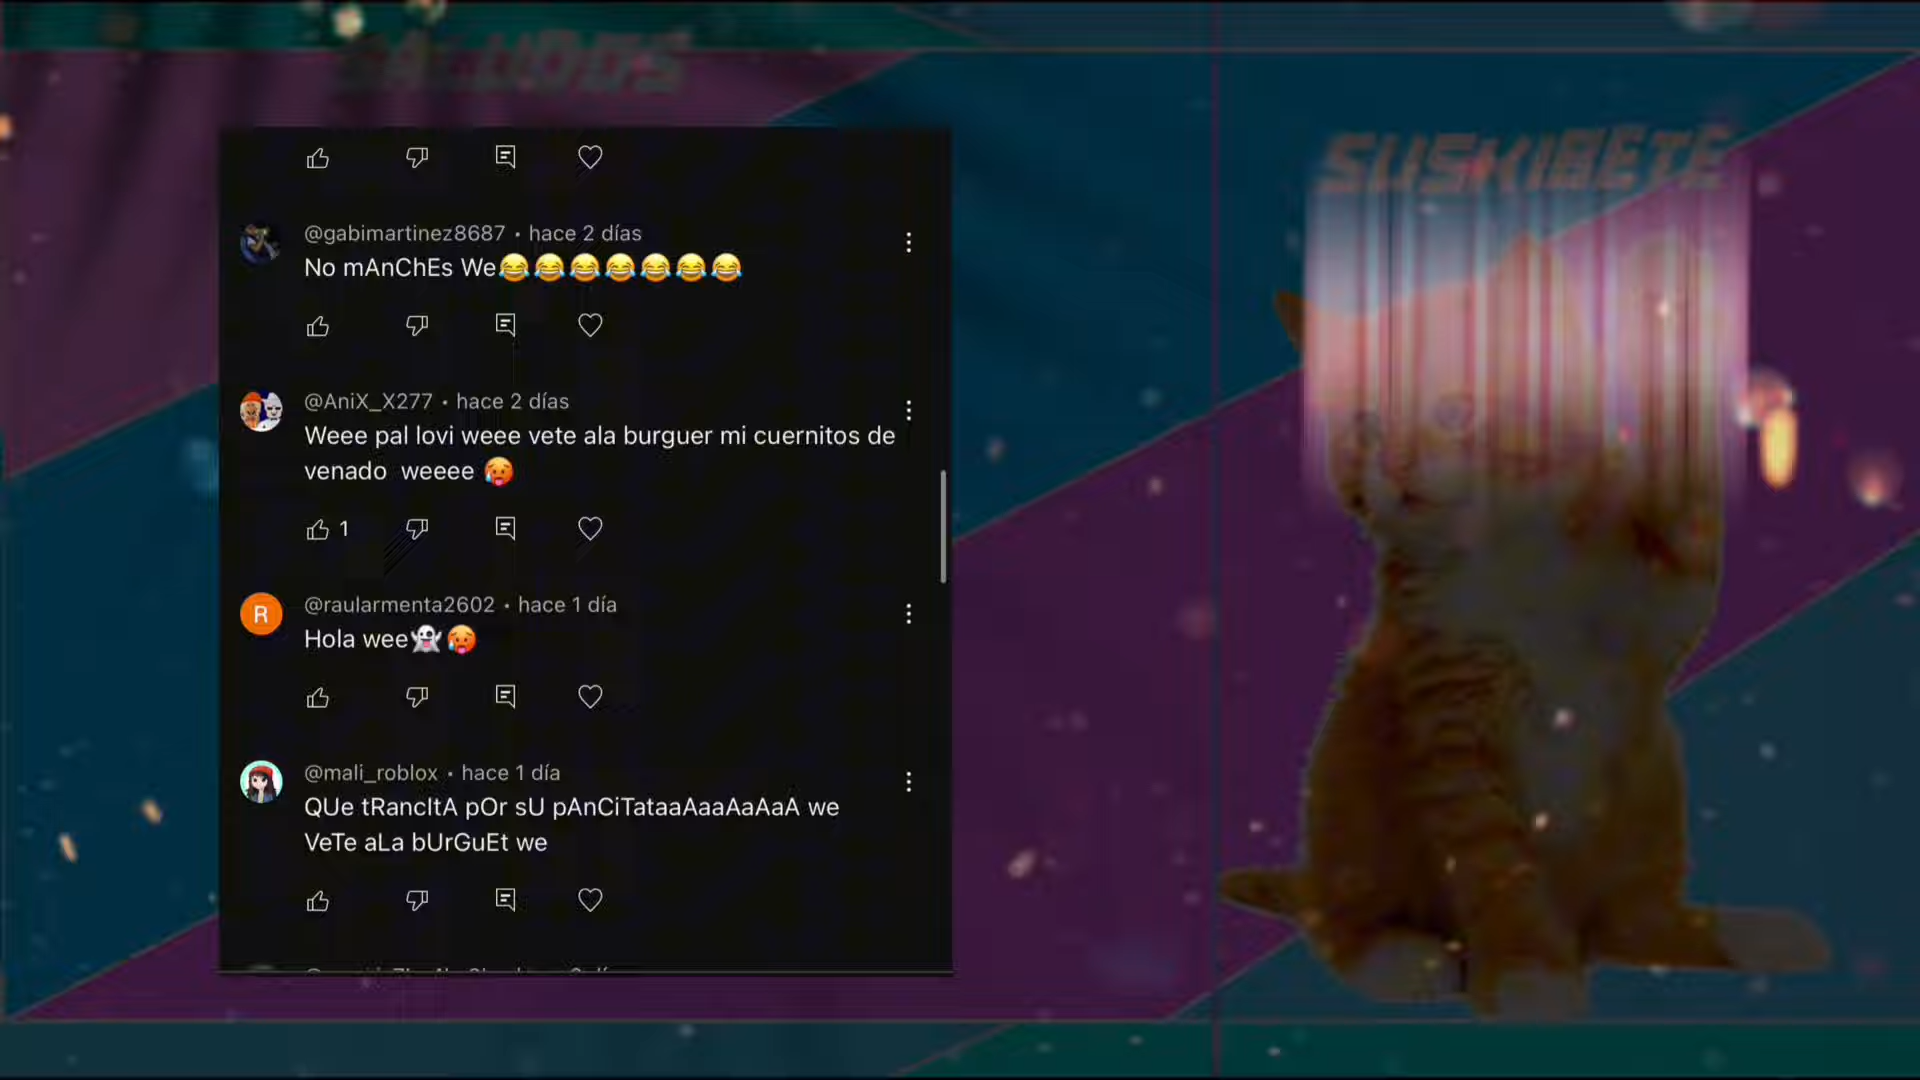 SALUDOS
SUSKIBETE
@gabimartinez8687 • hace 2 días
No mAnChEs We😂😂😂😂😂😂😂
@AniX_X277 • hace 2 días
Weee pal lovi weee vete ala burguer mi cuernitos de
venado weeee 🥵
1
R
@raularmenta2602 • hace 1 día
Hola wee👻🥵
@mali_roblox • hace 1 día
QUe tRancItA pOr sU pAnCiTataaAaaAaAaA we
VeTe aLa bUrGuEt we